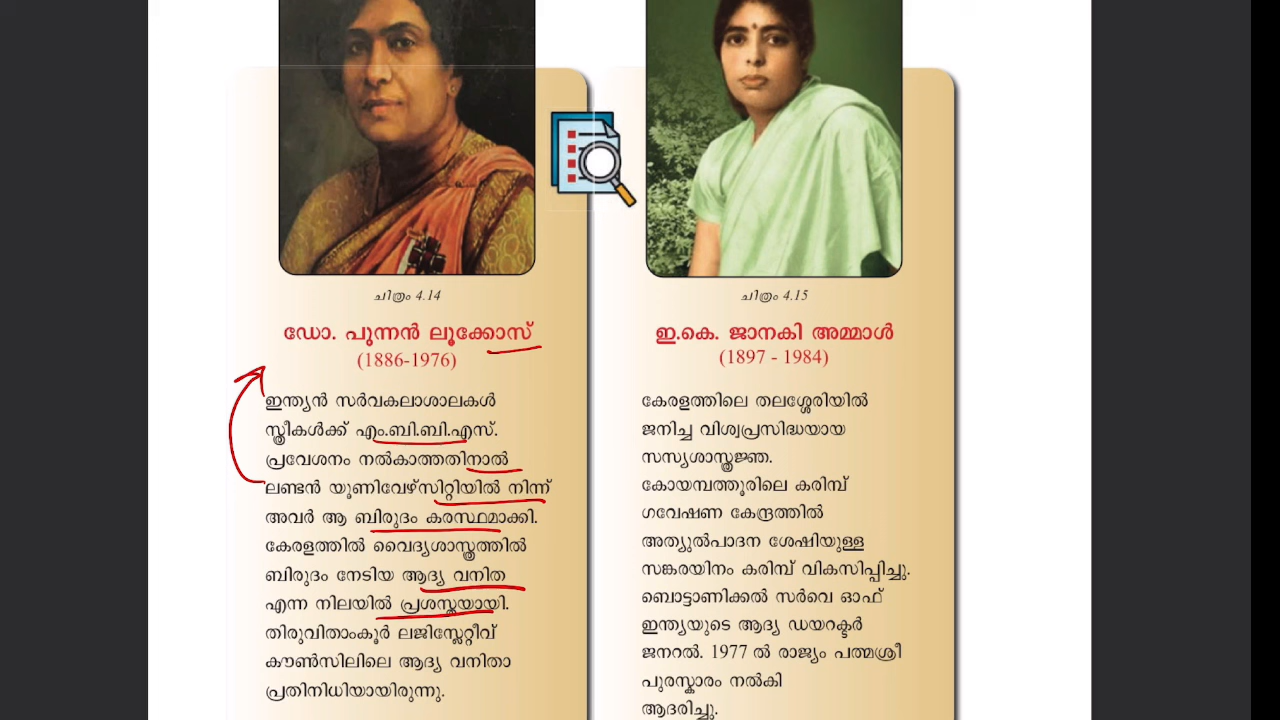 ചിത്രം 4.14
ഡോ. പുന്നൻ ലൂക്കോസ്
(1886-1976)
ഇന്ത്യൻ സർവകലാശാലകൾ
സ്ത്രീകൾക്ക് എം.ബി.ബി.എസ്.
പ്രവേശനം നൽകാത്തതിനാൽ
ലണ്ടൻ യൂണിവേഴ്സിറ്റിയിൽ നിന്ന്
അവർ ആ ബിരുദം കരസ്ഥമാക്കി.
കേരളത്തിൽ വൈദ്യശാസ്ത്രത്തിൽ
ബിരുദം നേടിയ ആദ്യ വനിത
എന്ന നിലയിൽ പ്രശസ്തയായി.
തിരുവിതാംകൂർ ലജിസ്ലേറ്റീവ്
കൗൺസിലിലെ ആദ്യ വനിതാ
പ്രതിനിധിയായിരുന്നു.
ചിത്രം 4.15
ഇ.കെ. ജാനകി അമ്മാൾ
(1897 - 1984)
കേരളത്തിലെ തലശ്ശേരിയിൽ
ജനിച്ച വിശ്വപ്രസിദ്ധയായ
സസ്യശാസ്ത്രജ്ഞ.
കോയമ്പത്തൂരിലെ കരിമ്പ്
ഗവേഷണ കേന്ദ്രത്തിൽ
അത്യുൽപാദന ശേഷിയുള്ള
സങ്കരയിനം കരിമ്പ് വികസിപ്പിച്ചു.
ബൊട്ടാണിക്കൽ സർവെ ഓഫ്
ഇന്ത്യയുടെ ആദ്യ ഡയറക്ടർ
ജനറൽ. 1977 ൽ രാജ്യം പത്മശ്രീ
പുരസ്കാരം നൽകി
ആദരിച്ചു.